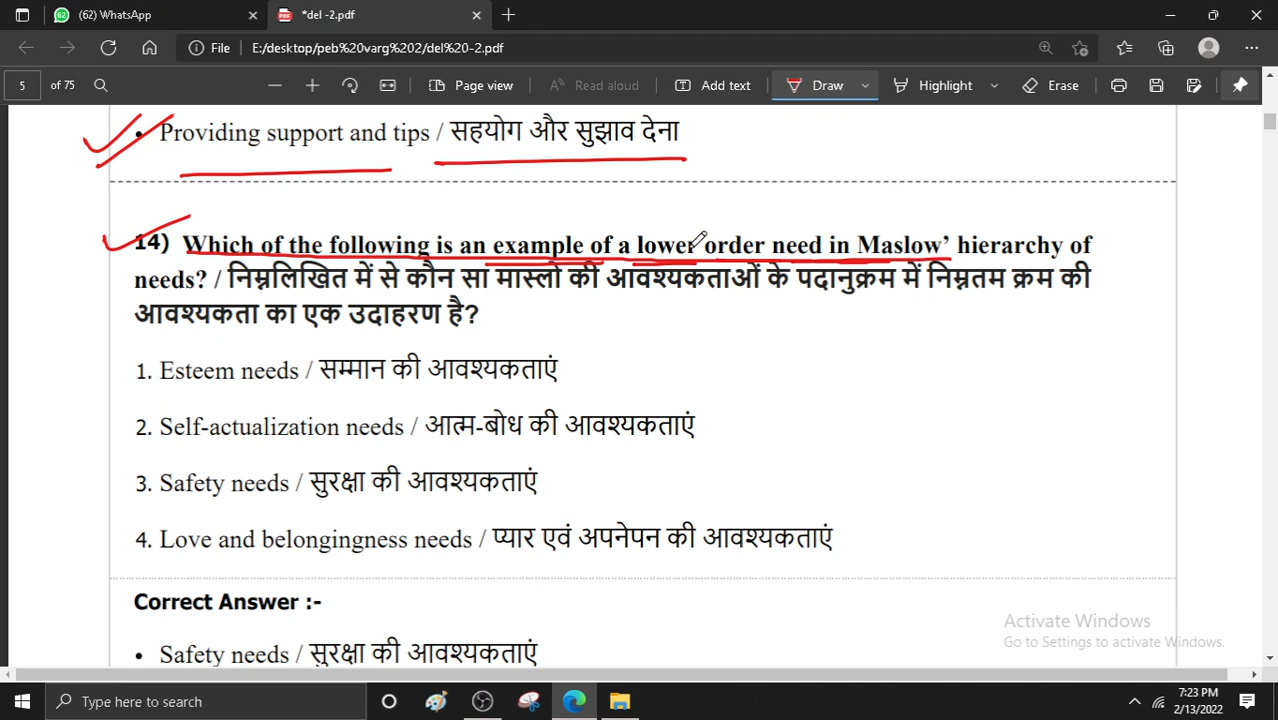 (62) WhatsApp
*del -2.pdf
File E:/desktop/peb%20varg%202/del%20-2.pdf
5 of 75 Page view Read aloud Add text Draw Highlight Erase
• Providing support and tips / सहयोग और सुझाव देना
14) Which of the following is an example of a lower order need in Maslow’ hierarchy of
needs? / निम्नलिखित में से कौन सा मास्लो की आवश्यकताओं के पदानुक्रम में निम्नतम क्रम की
आवश्यकता का एक उदाहरण है?
1. Esteem needs / सम्मान की आवश्यकताएं
2. Self-actualization needs / आत्म-बोध की आवश्यकताएं
3. Safety needs / सुरक्षा की आवश्यकताएं
4. Love and belongingness needs / प्यार एवं अपनेपन की आवश्यकताएं
Correct Answer :-
• Safety needs / सुरक्षा की आवश्यकताएं
Activate Windows
Go to Settings to activate Windows.
Type here to search
7:23 PM
2/13/2022